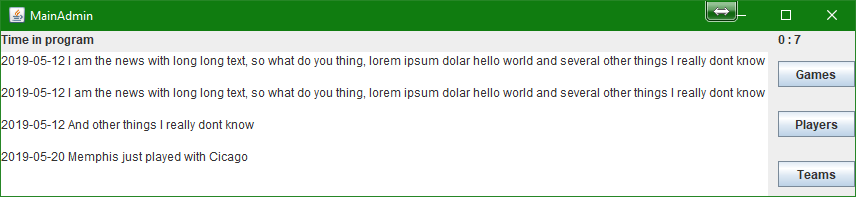 MainAdmin
Time in program 0 : 7
2019-05-12 I am the news with long long text, so what do you thing, lorem ipsum dolar hello world and several other things I really dont know
Games
2019-05-12 I am the news with long long text, so what do you thing, lorem ipsum dolar hello world and several other things I really dont know
2019-05-12 And other things I really dont know
Players
2019-05-20 Memphis just played with Cicago
Teams